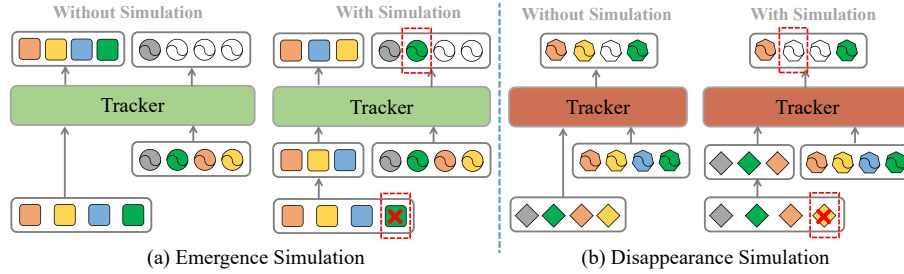 Without Simulation
With Simulation
Without Simulation
With Simulation
Tracker
Tracker
Tracker
Tracker
(a) Emergence Simulation
(b) Disappearance Simulation